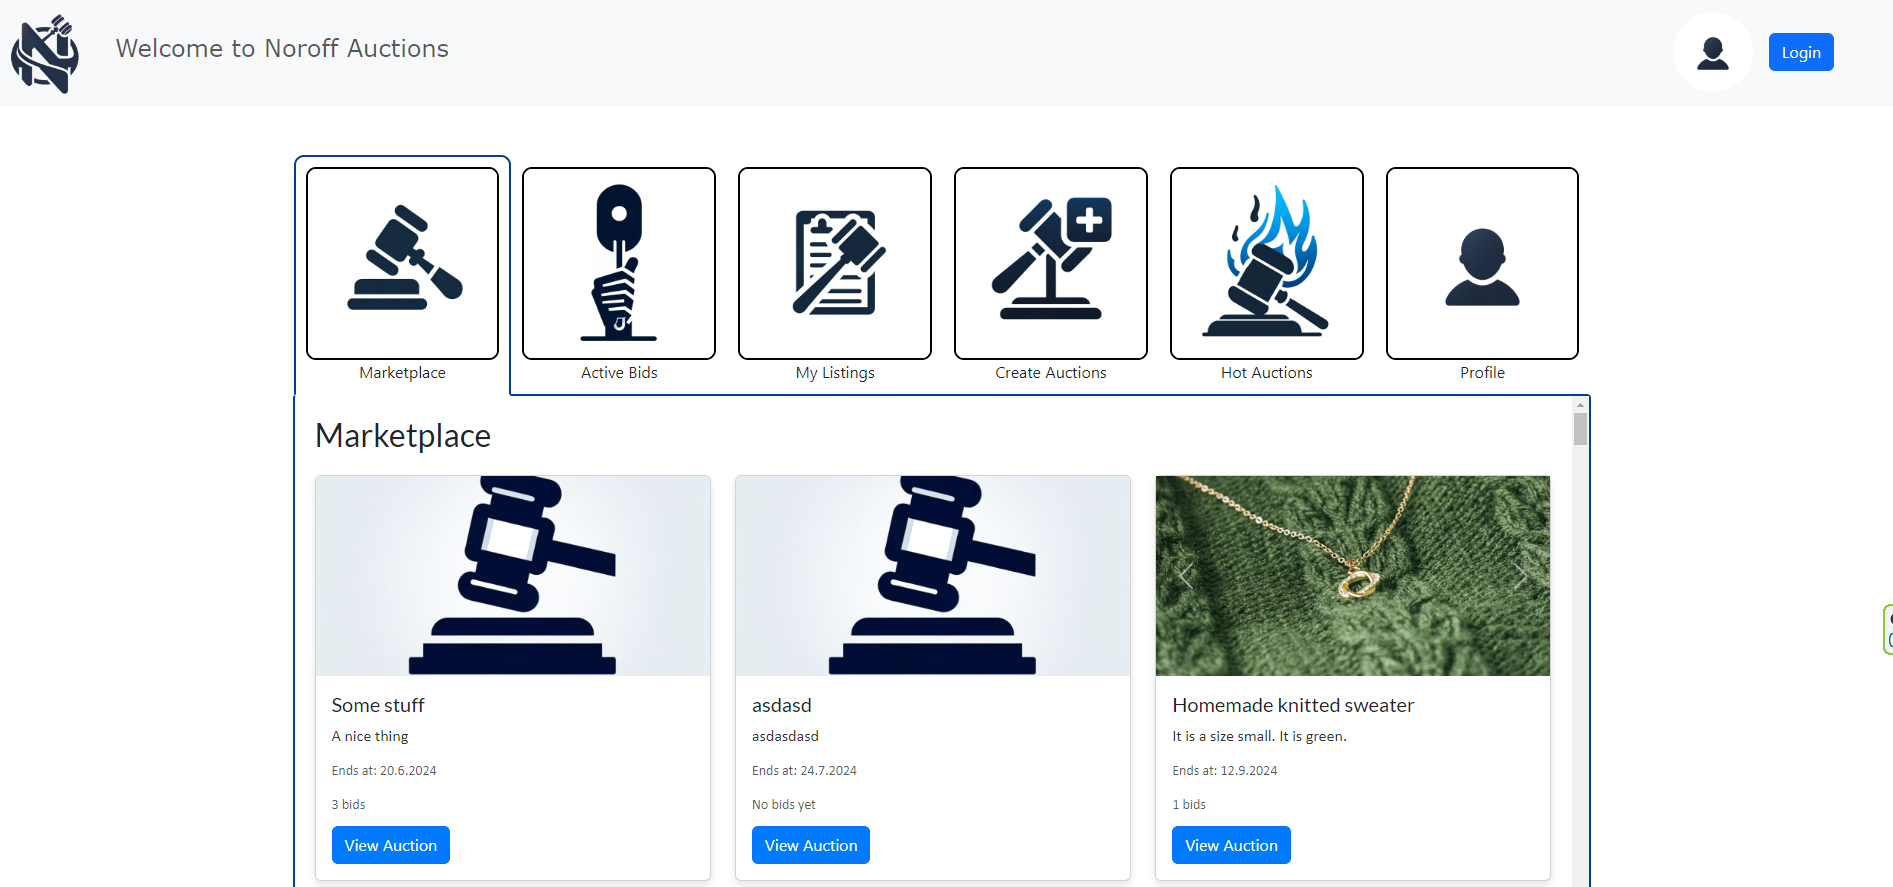 Welcome to Noroff Auctions
Login
Marketplace
Active Bids
My Listings
Create Auctions
Hot Auctions
Profile
Marketplace
Some stuff
A nice thing
Ends at: 20.6.2024
3 bids
View Auction
asdasd
asdasdasd
Ends at: 24.7.2024
No bids yet
View Auction
Homemade knitted sweater
It is a size small. It is green.
Ends at: 12.9.2024
1 bids
View Auction